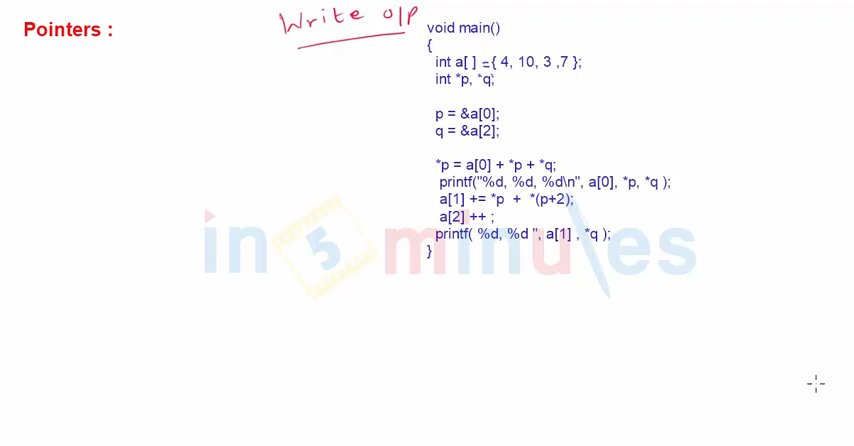 Pointers :
Write o/p
void main()
{
int a[ ] = { 4, 10, 3 ,7 };
int *p, *q;
p = &a[0];
q = &a[2];
*p = a[0] + *p + *q;
printf("%d, %d, %d\n", a[0], *p, *q );
a[1] += *p + *(p+2);
a[2] ++ ;
printf( %d, %d ", a[1] , *q );
}
in 5 minutes